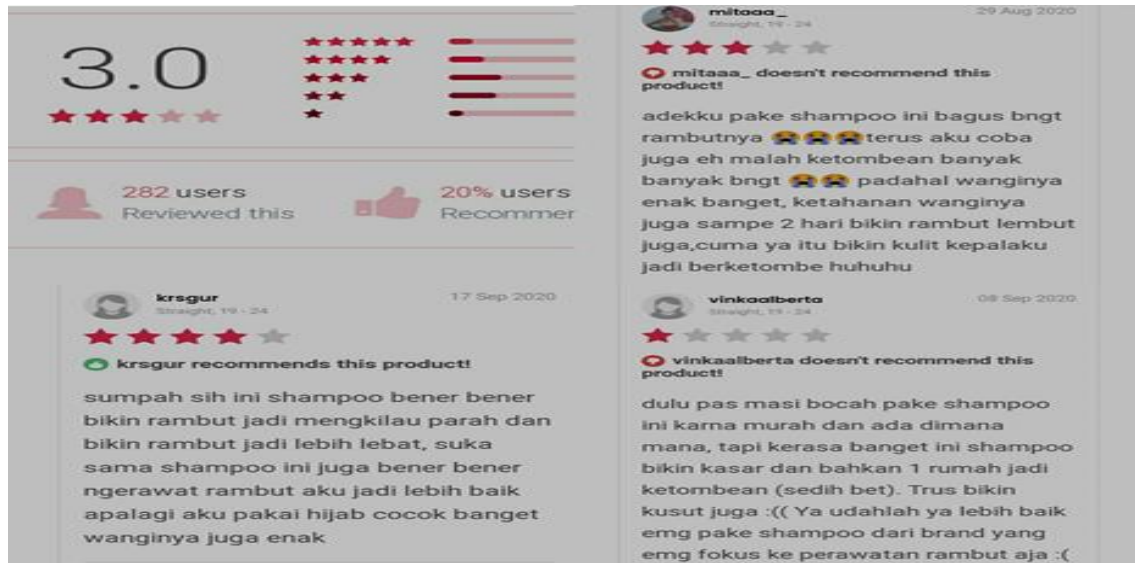 3.0
282 users
Reviewed this
20% users
Recommen
krsgur
17 Sep 2020
Straight, 19 - 24
krsgur recommends this product!
sumpah sih ini shampoo bener bener
bikin rambut jadi mengkilau parah dan
bikin rambut jadi lebih lebat, suka
sama shampoo ini juga bener bener
ngerawat rambut aku jadi lebih baik
apalagi aku pakai hijab cocok banget
wanginya juga enak
mitaaa_
29 Aug 2020
Straight, 19 - 24
mitaaa_ doesn't recommend this
product!
adekku pake shampoo ini bagus bngt
rambutnya 😭😭😭terus aku coba
juga eh malah ketombean banyak
banyak bngt 😭😭 padahal wanginya
enak banget, ketahanan wanginya
juga sampe 2 hari bikin rambut lembut
juga,cuma ya itu bikin kulit kepalaku
jadi berketombe huhuhu
vinkaalberta
08 Sep 2020
Straight, 19 - 24
vinkaalberta doesn't recommend this
product!
dulu pas masi bocah pake shampoo
ini karna murah dan ada dimana
mana, tapi kerasa banget ini shampoo
bikin kasar dan bahkan 1 rumah jadi
ketombean (sedih bet). Trus bikin
kusut juga :(( Ya udahlah ya lebih baik
emg pake shampoo dari brand yang
emg fokus ke perawatan rambut aja :(